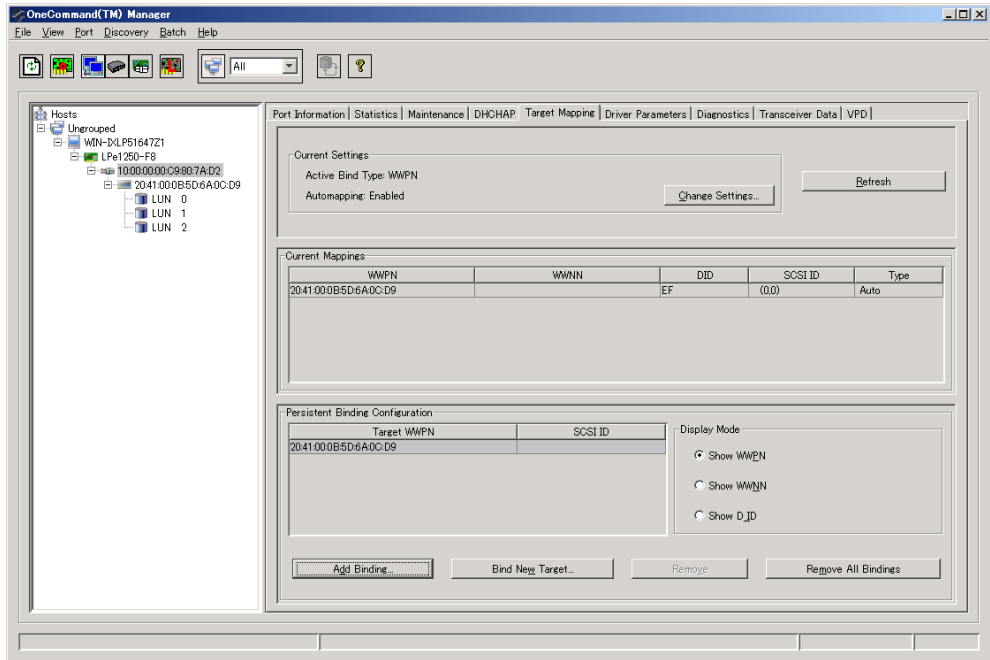 OneCommand(TM) Manager
File View Port Discovery Batch Help
All
Hosts
Ungrouped
WIN-IXLP51647Z1
LPe1250-F8
10:00:00:00:C9:80:7A:D2
20:41:00:0B:5D:6A:0C:D9
LUN 0
LUN 1
LUN 2
Port Information Statistics Maintenance DHCHAP Target Mapping Driver Parameters Diagnostics Transceiver Data VPD
Current Settings
Active Bind Type: WWPN
Automapping: Enabled
Change Settings...
Refresh
Current Mappings
WWPN WWNN DID SCSI ID Type
20:41:00:0B:5D:6A:0C:D9 EF (0,0) Auto
Persistent Binding Configuration
Target WWPN SCSI ID
20:41:00:0B:5D:6A:0C:D9
Display Mode
Show WWPN
Show WWNN
Show D_ID
Add Binding... Bind New Target... Remove Remove All Bindings